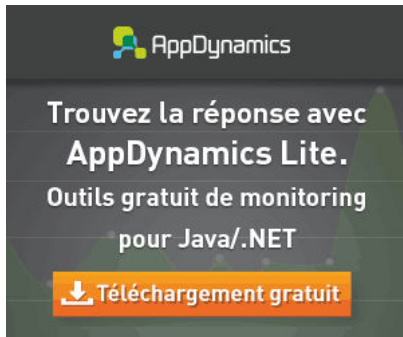 AppDynamics
Trouvez la réponse avec
AppDynamics Lite.
Outils gratuit de monitoring
pour Java/.NET
Téléchargement gratuit